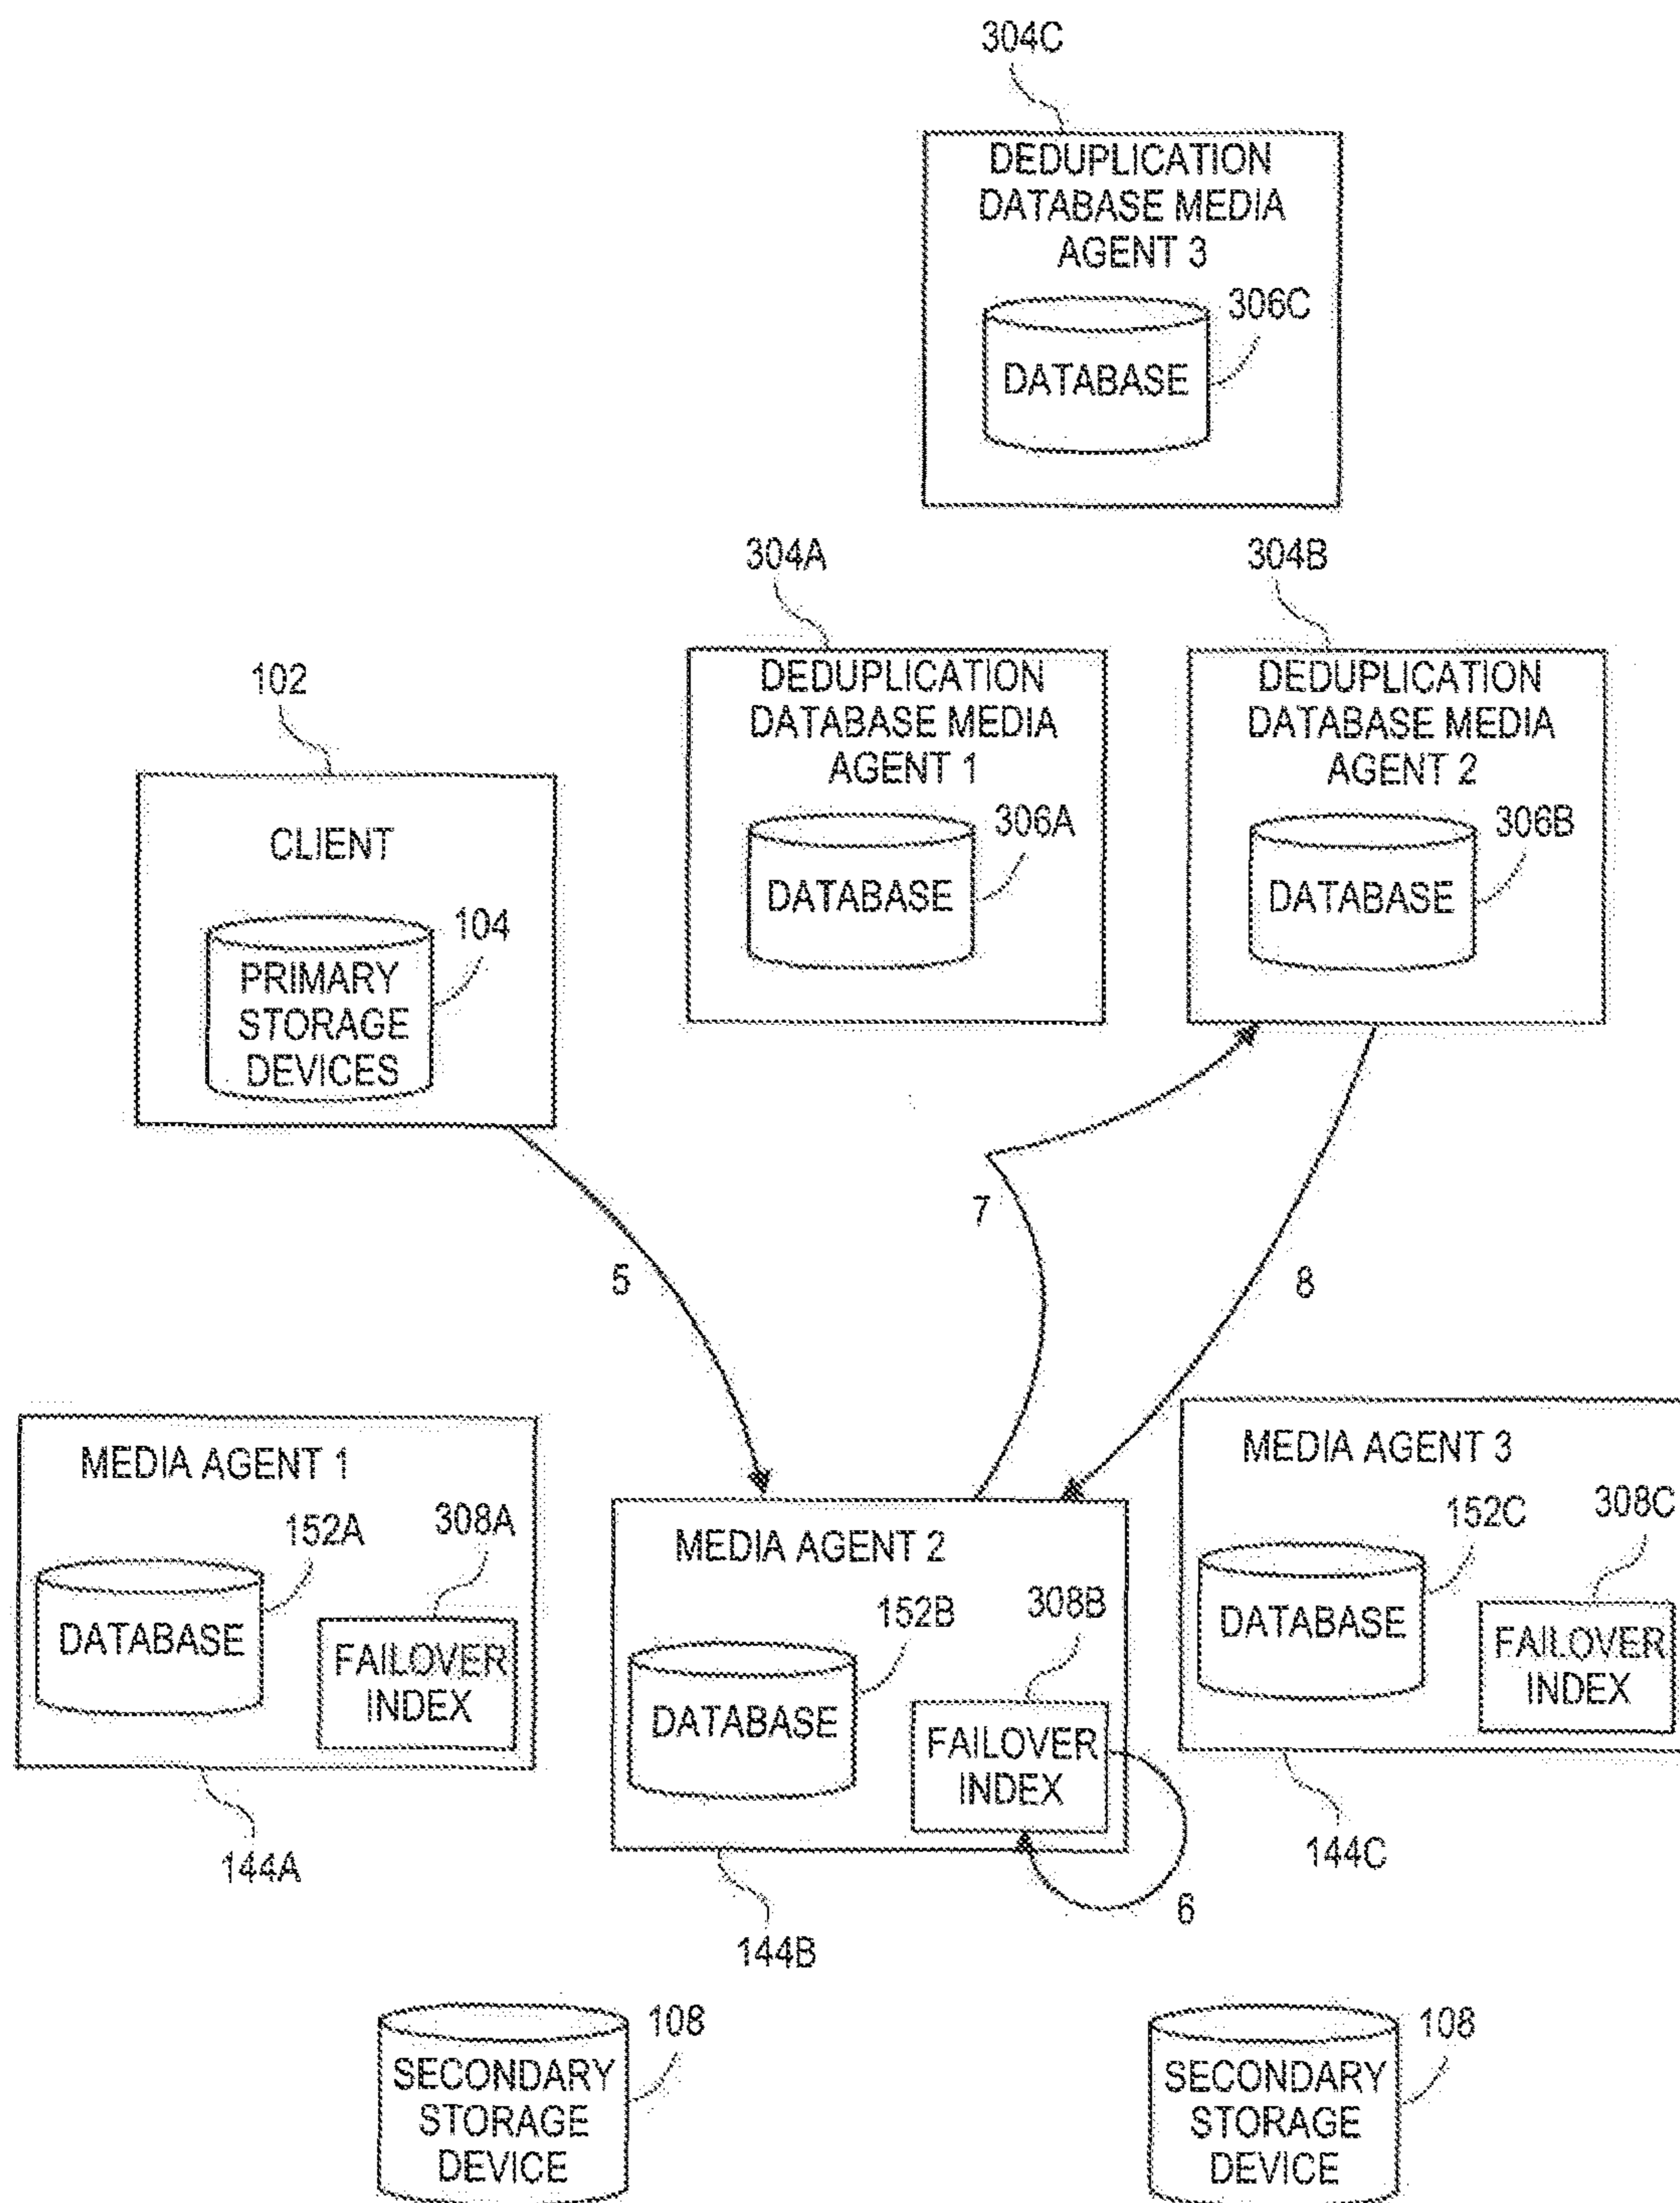 304C
DEDUPLICATION
DATABASE MEDIA
AGENT 3
306C
DATABASE
304A
304B
102
DEDUPLICATION
DATABASE MEDIA
AGENT 1
306A
DATABASE
DEDUPLICATION
DATABASE MEDIA
AGENT 2
306B
DATABASE
CLIENT
104
PRIMARY
STORAGE
DEVICES
7
5
8
MEDIA AGENT 1
152A
308A
DATABASE
FAILOVER
INDEX
144A
MEDIA AGENT 2
152B
308B
DATABASE
FAILOVER
INDEX
6
144B
MEDIA AGENT 3
152C
308C
DATABASE
FAILOVER
INDEX
144C
108
SECONDARY
STORAGE
DEVICE
108
SECONDARY
STORAGE
DEVICE